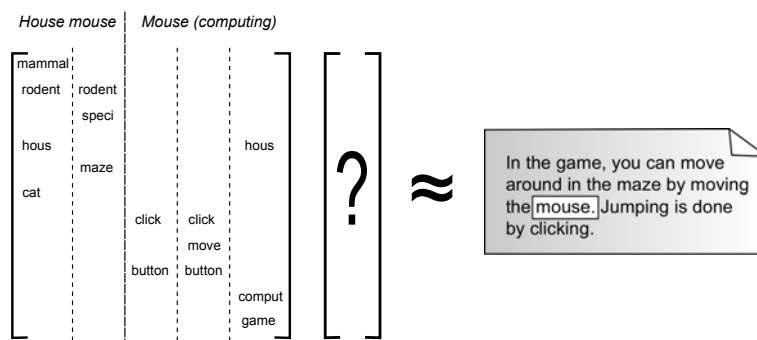 House mouse Mouse (computing)
mammal
rodent rodent
speci
hous hous
maze
cat
click click
move
button button
comput
game
?
≈
In the game, you can move
around in the maze by moving
the mouse. Jumping is done
by clicking.